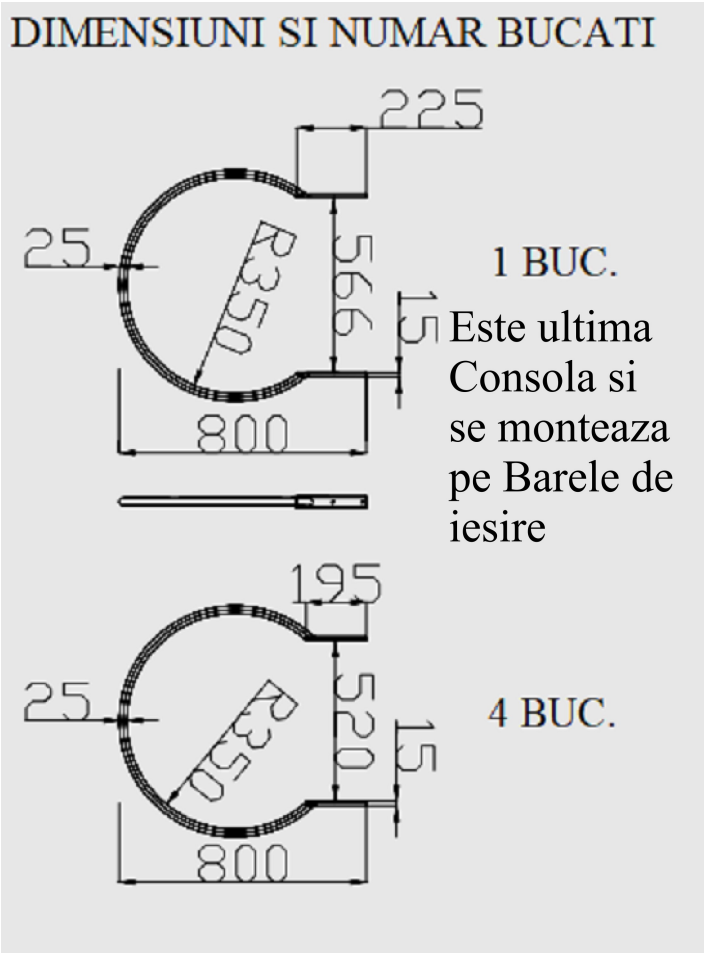 DIMENSIUNI SI NUMAR BUCATI
225
25
R350
566
15
800
1 BUC.
Este ultima
Consola si
se monteaza
pe Barele de
iesire
195
25
R350
520
15
800
4 BUC.